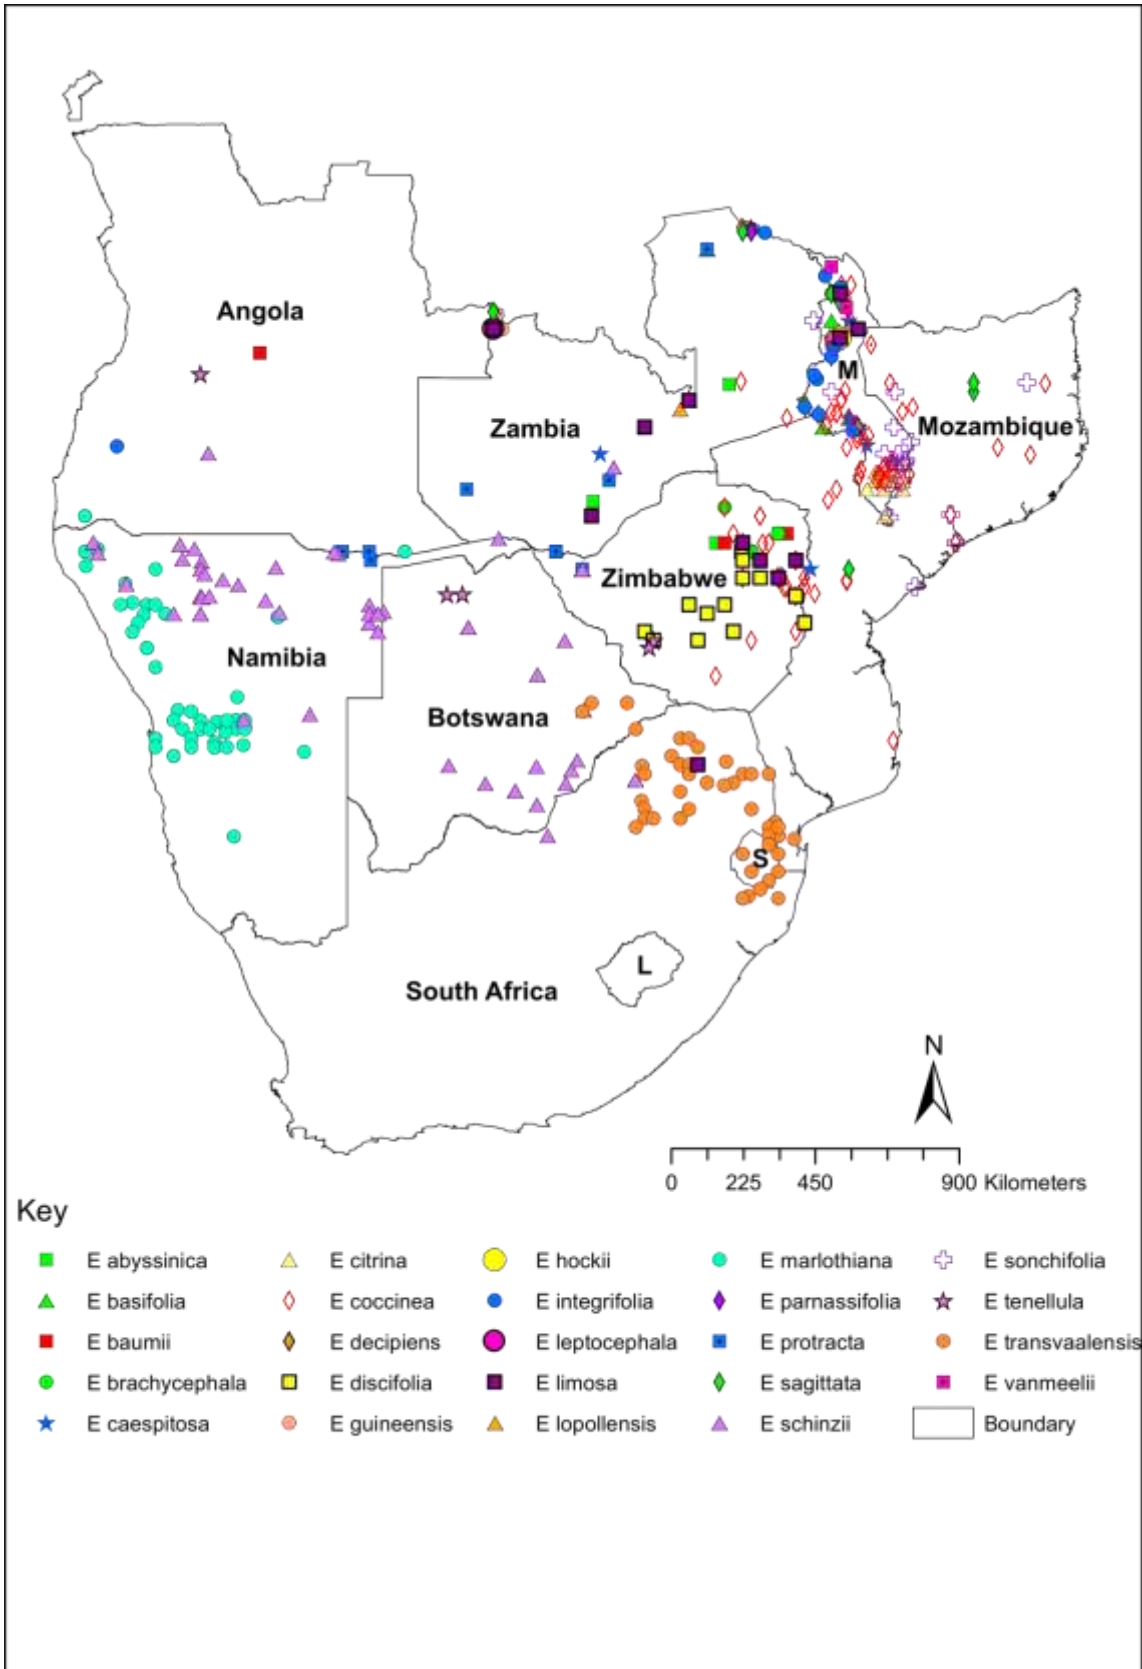 Angola
M
Zambia
Mozambique
Zimbabwe
Namibia
Botswana
S
L
South Africa
N
0 225 450 900 Kilometers
Key
E abyssinica E citrina E hockii E marlothiana E sonchifolia
E basifolia E coccinea E integrifolia E parnassifolia E tenellula
E baumii E decipiens E leptocephala E protracta E transvaalensis
E brachycephala E discifolia E limosa E sagittata E vanmeelii
E caespitosa E guineensis E lopollensis E schinzii Boundary